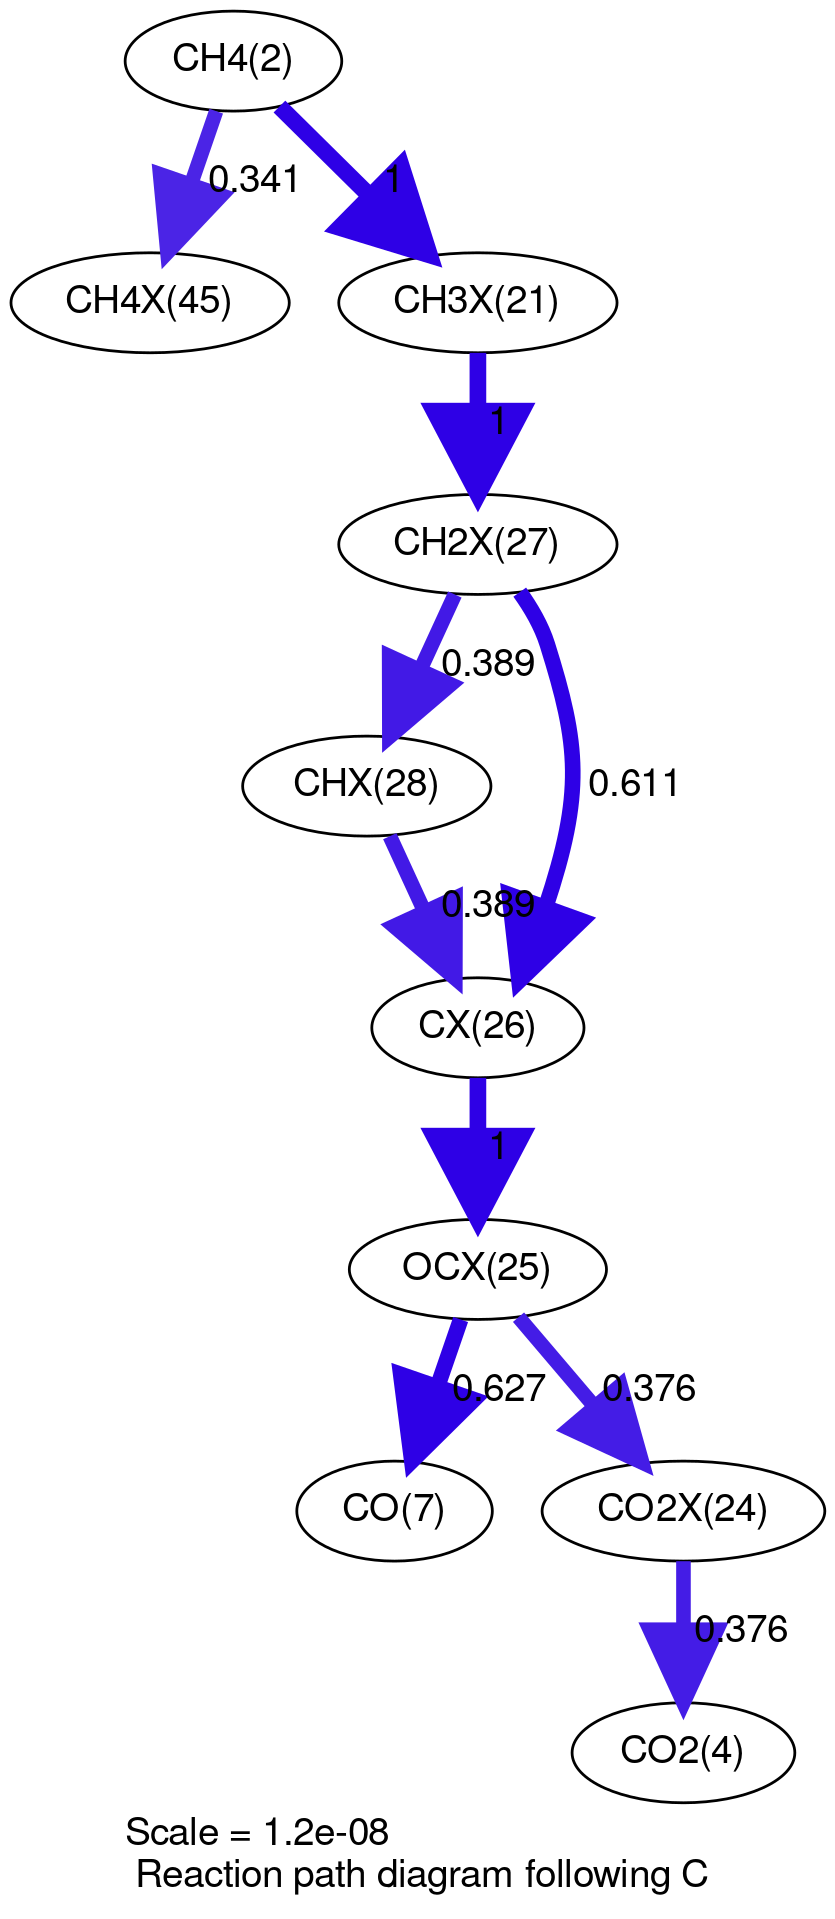 CH4(2)
0.341
1
CH4X(45)
CH3X(21)
1
CH2X(27)
0.389
CHX(28)
0.611
0.389
CX(26)
1
OCX(25)
0.627
0.376
CO(7)
CO2X(24)
0.376
CO2(4)
Scale = 1.2e-08
Reaction path diagram following C